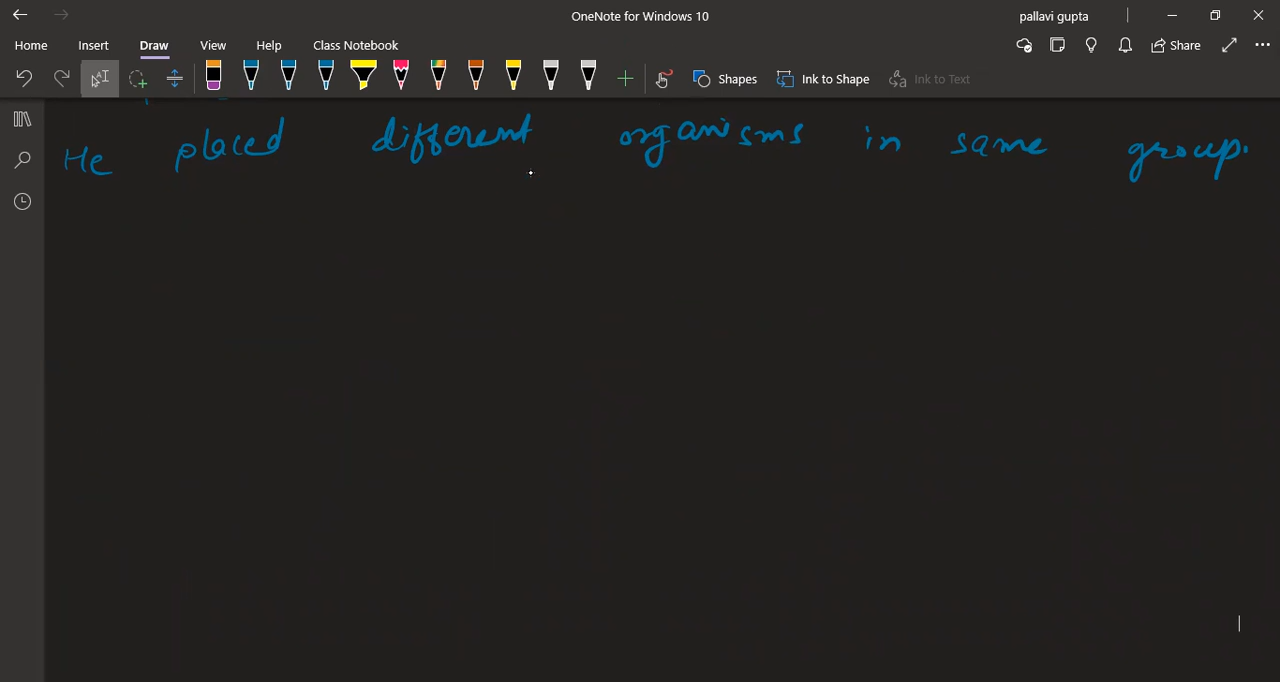 OneNote for Windows 10
pallavi gupta
Home Insert Draw View Help Class Notebook
Share
Shapes Ink to Shape Ink to Text
He placed different organisms in same group.